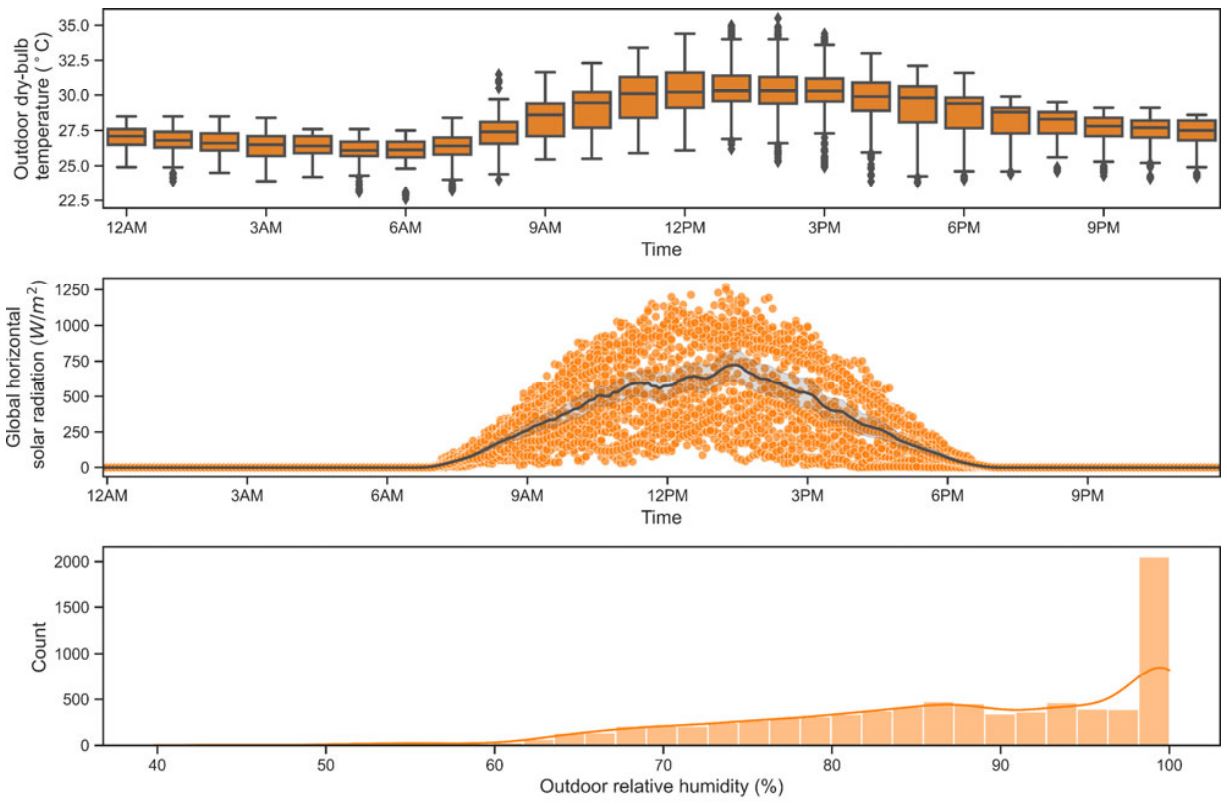 Outdoor dry-bulb
temperature (°C)
35.0
32.5
30.0
27.5
25.0
22.5
12AM 3AM 6AM 9AM 12PM 3PM 6PM 9PM
Time
Global horizontal
solar radiation (W/m²)
1250
1000
750
500
250
0
12AM 3AM 6AM 9AM 12PM 3PM 6PM 9PM
Time
Count
2000
1500
1000
500
0
40 50 60 70 80 90 100
Outdoor relative humidity (%)